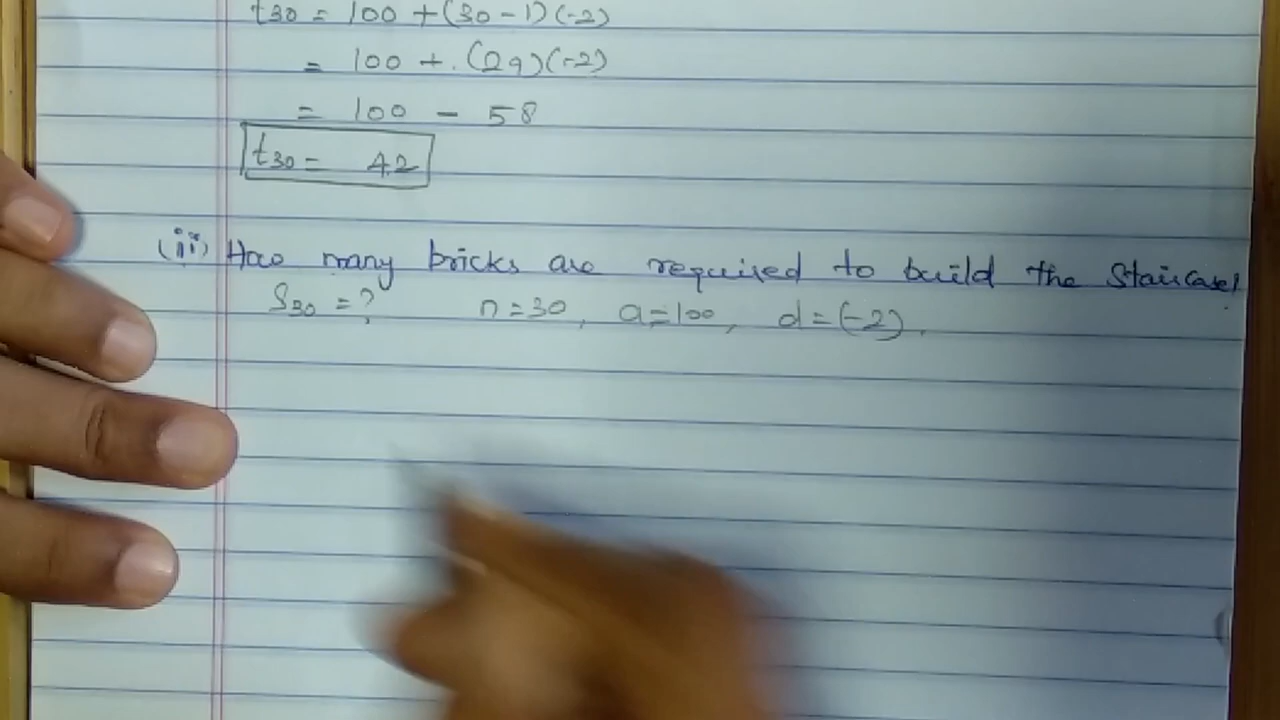 t30 = 100 + (30-1)(-2)
= 100 + (29)(-2)
= 100 - 58
t30 = 42
(ii) How many bricks are required to build the Staircase?
S30 = ? n=30, a=100, d=(-2).